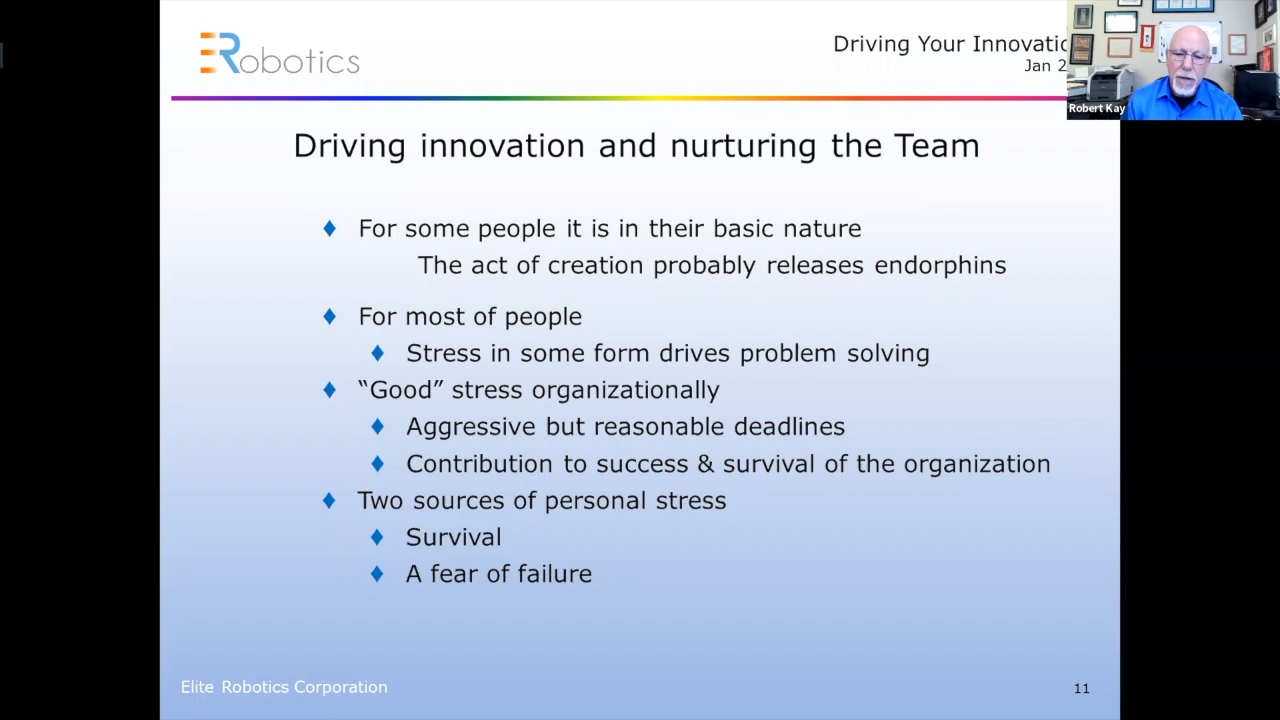 ERobotics
Driving Your Innovatio
Jan 2
Robert Kay
Driving innovation and nurturing the Team
For some people it is in their basic nature
The act of creation probably releases endorphins
For most of people
Stress in some form drives problem solving
“Good” stress organizationally
Aggressive but reasonable deadlines
Contribution to success & survival of the organization
Two sources of personal stress
Survival
A fear of failure
Elite Robotics Corporation
11